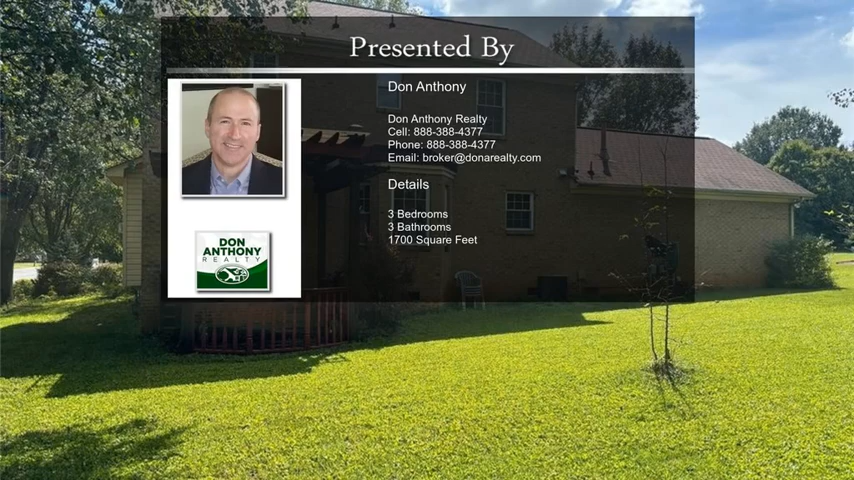 Presented By
Don Anthony
Don Anthony Realty
Cell: 888-388-4377
Phone: 888-388-4377
Email: broker@donarealty.com
Details
3 Bedrooms
3 Bathrooms
1700 Square Feet
DON
ANTHONY
REALTY